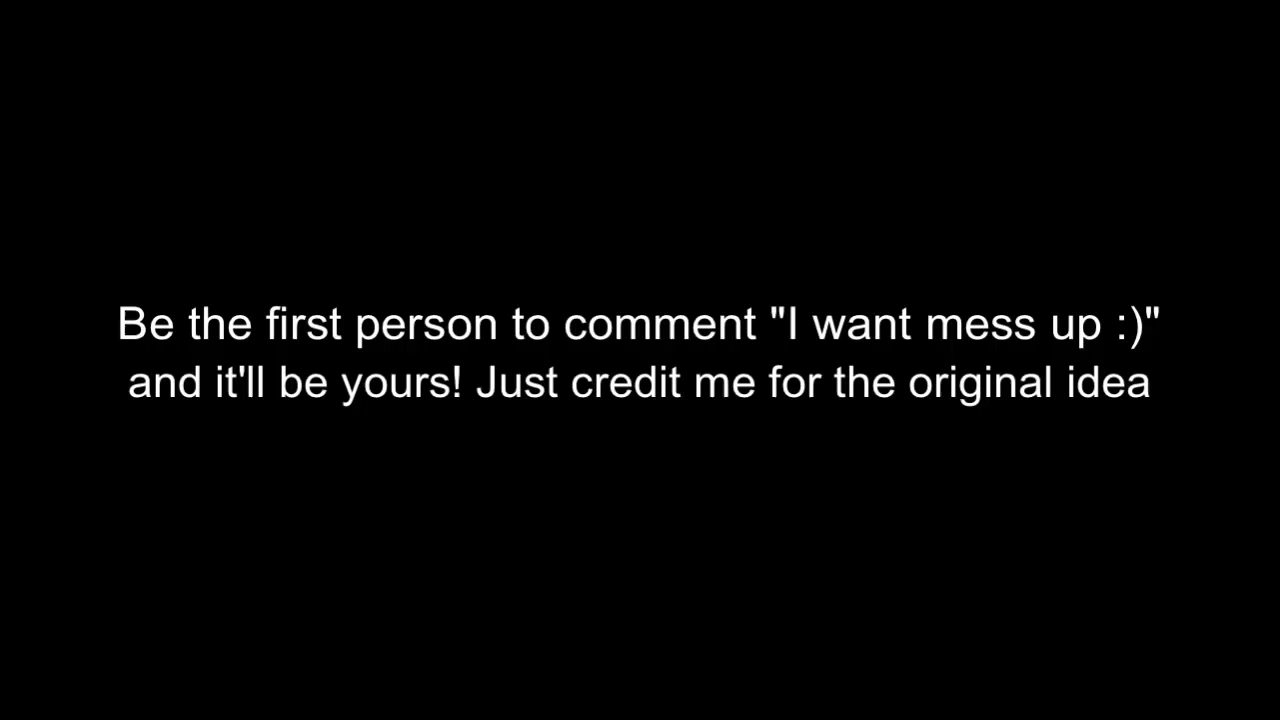 Be the first person to comment "I want mess up :)"
and it'll be yours! Just credit me for the original idea